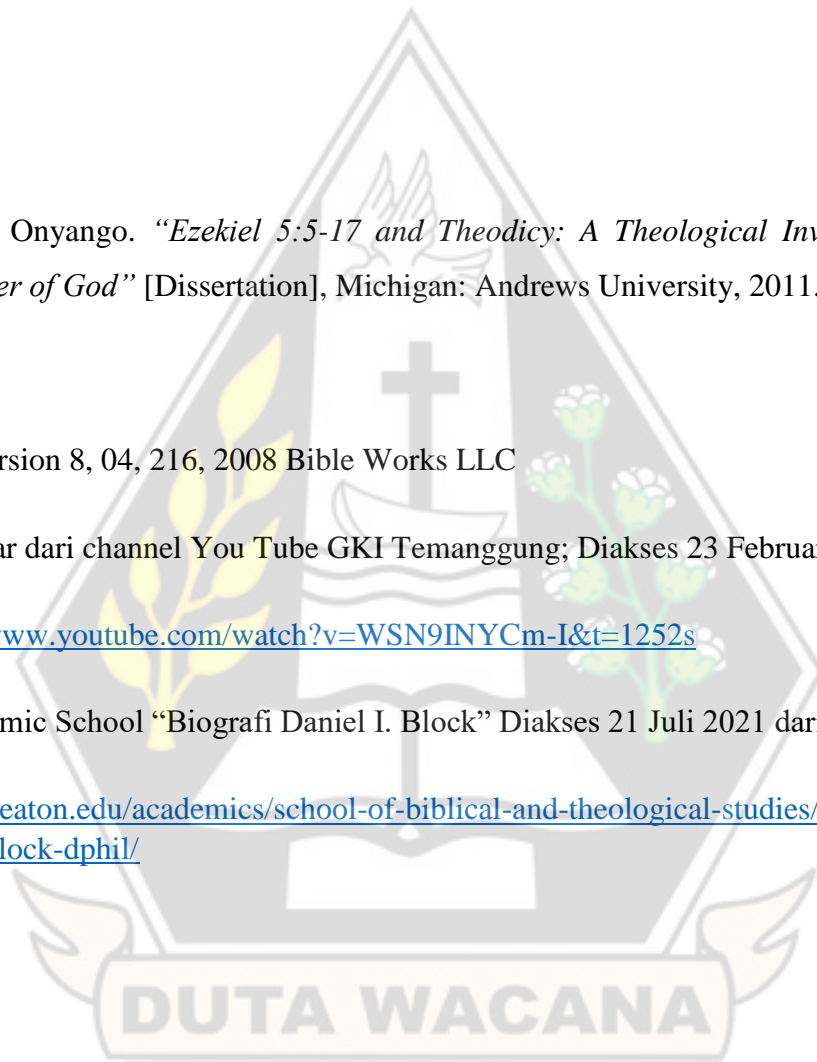 Onyango. “Ezekiel 5:5-17 and Theodicy: A Theological Inv
er of God” [Dissertation], Michigan: Andrews University, 2011.
rsion 8, 04, 216, 2008 Bible Works LLC
ar dari channel You Tube GKI Temanggung; Diakses 23 Februar
www.youtube.com/watch?v=WSN9INYCm-I&t=1252s
mic School “Biografi Daniel I. Block” Diakses 21 Juli 2021 dari
eaton.edu/academics/school-of-biblical-and-theological-studies/
lock-dphil/
DUTA WACANA